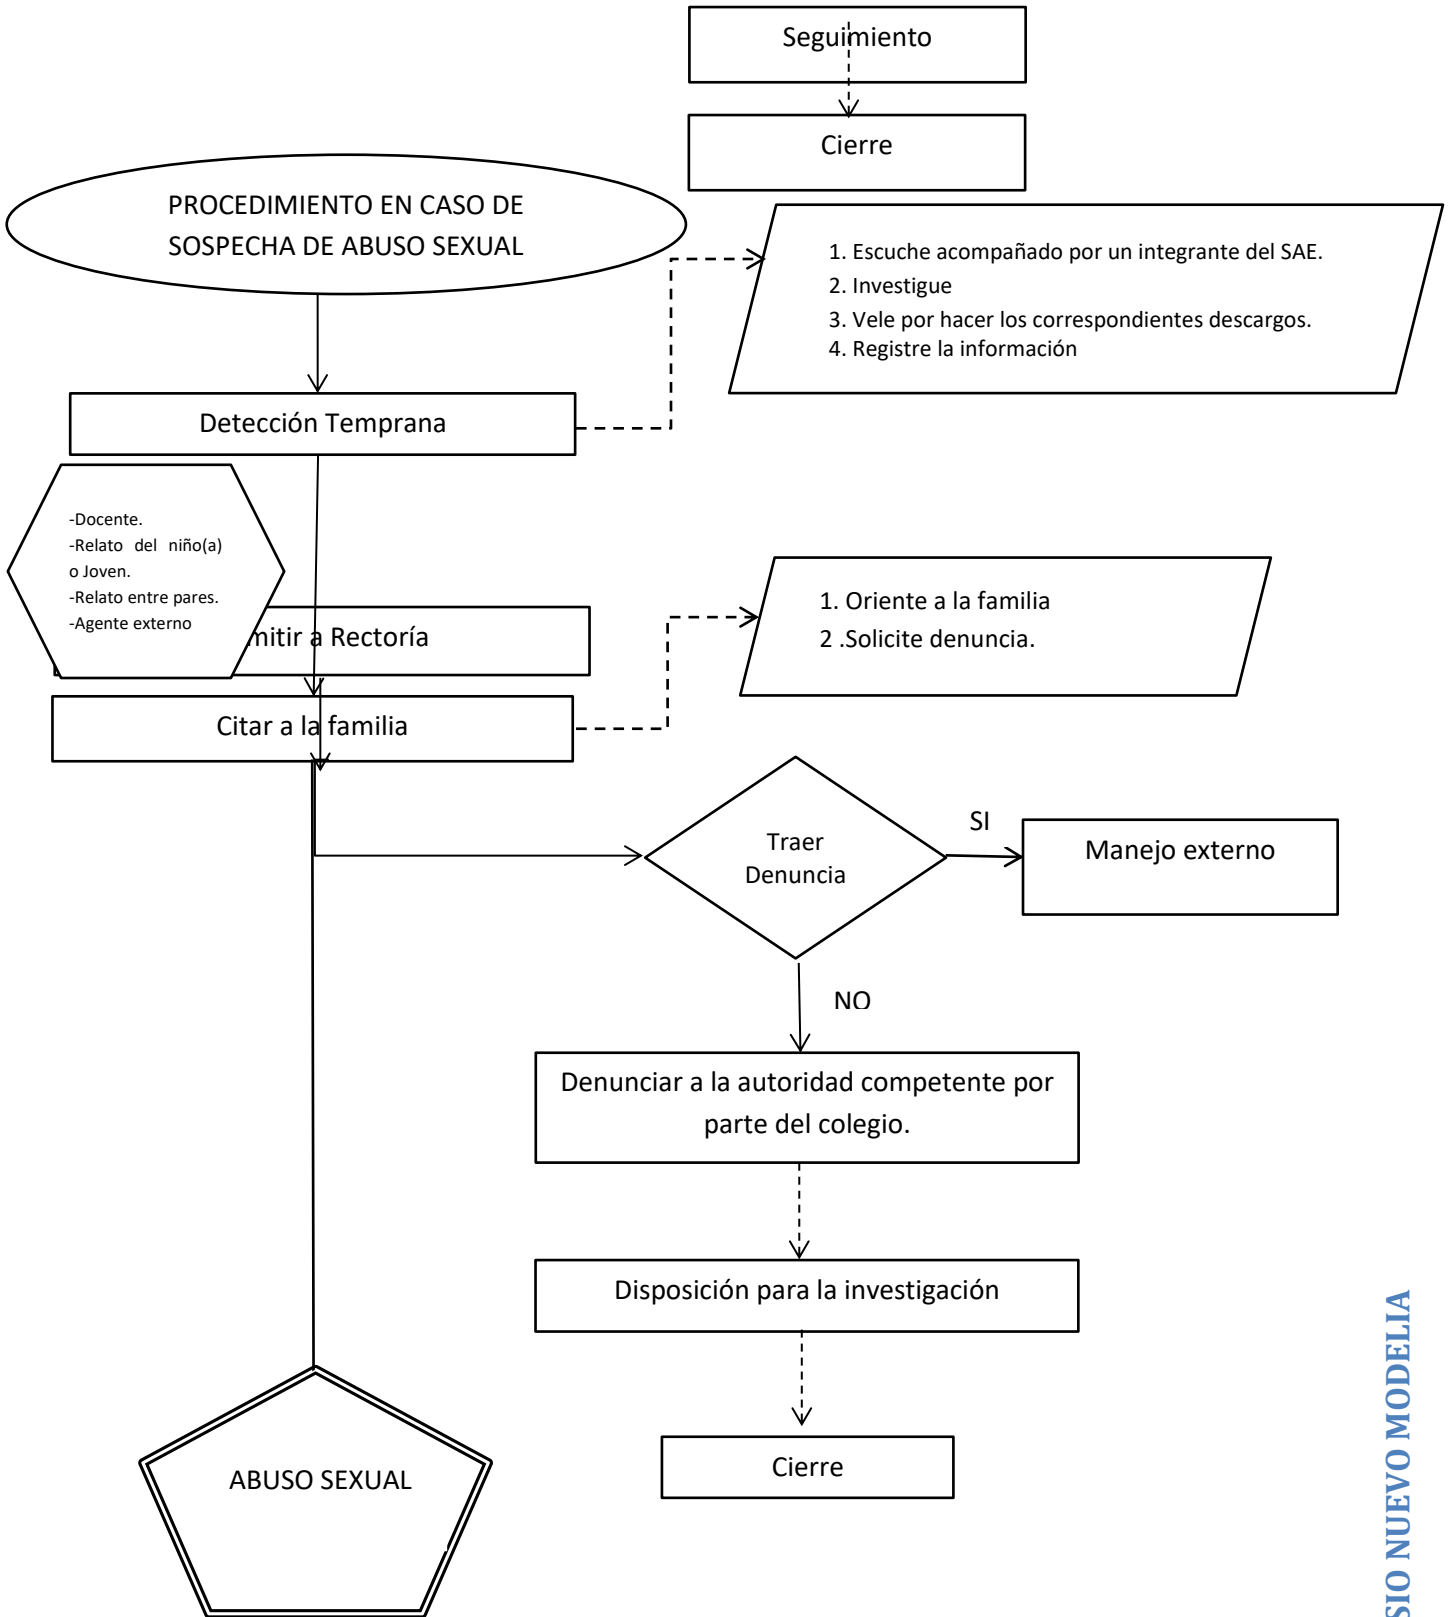 Seguimiento
Cierre
PROCEDIMIENTO EN CASO DE
SOSPECHA DE ABUSO SEXUAL
1. Escuche acompañado por un integrante del SAE.
2. Investigue
3. Vele por hacer los correspondientes descargos.
4. Registre la información
Detección Temprana
-Docente.
-Relato del niño(a)
o Joven.
-Relato entre pares.
-Agente externo
mitir a Rectoría
1. Oriente a la familia
2 .Solicite denuncia.
Citar a la familia
Traer
Denuncia
SI
Manejo externo
NO
Denunciar a la autoridad competente por
parte del colegio.
Disposición para la investigación
Cierre
ABUSO SEXUAL
SIO NUEVO MODELIA